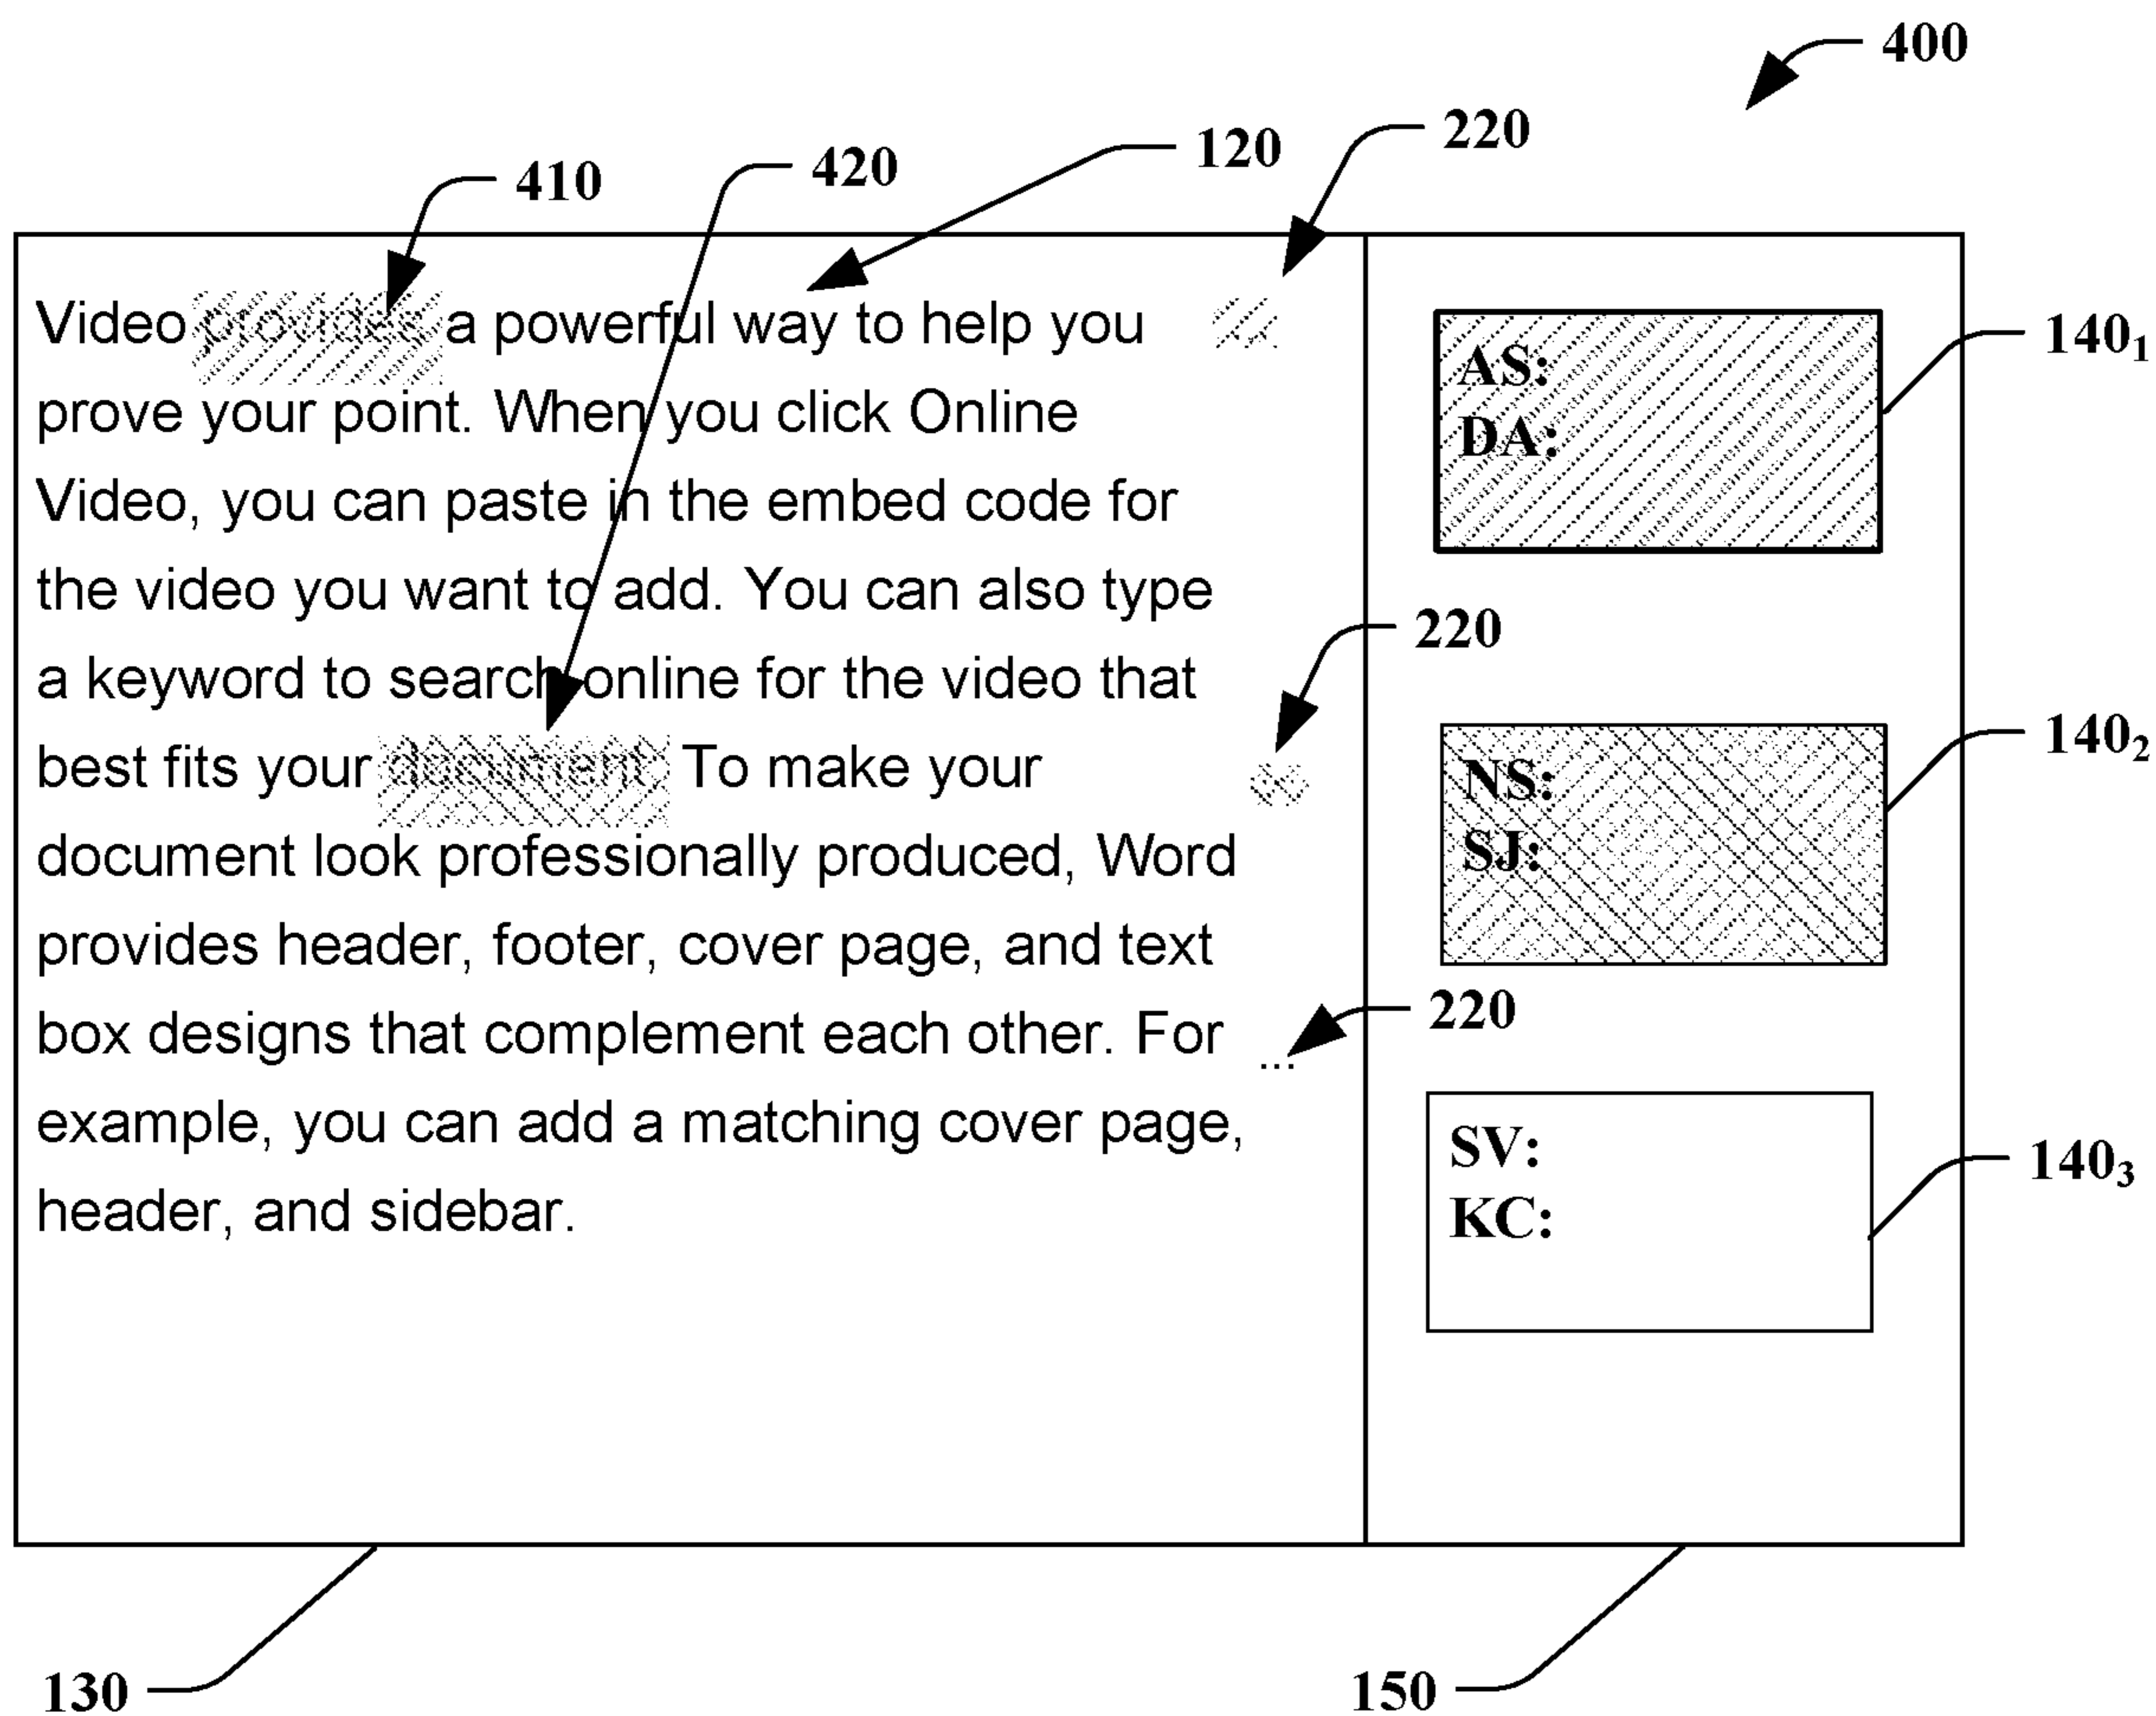 400
220
120
420
410
Video provides a powerful way to help you
prove your point. When you click Online
Video, you can paste in the embed code for
the video you want to add. You can also type
a keyword to search online for the video that
best fits your document To make your
document look professionally produced, Word
provides header, footer, cover page, and text
box designs that complement each other. For ...
example, you can add a matching cover page,
header, and sidebar.
AS:
DA:
140₁
220
NS:
SJ:
140₂
220
SV:
KC:
140₃
130
150